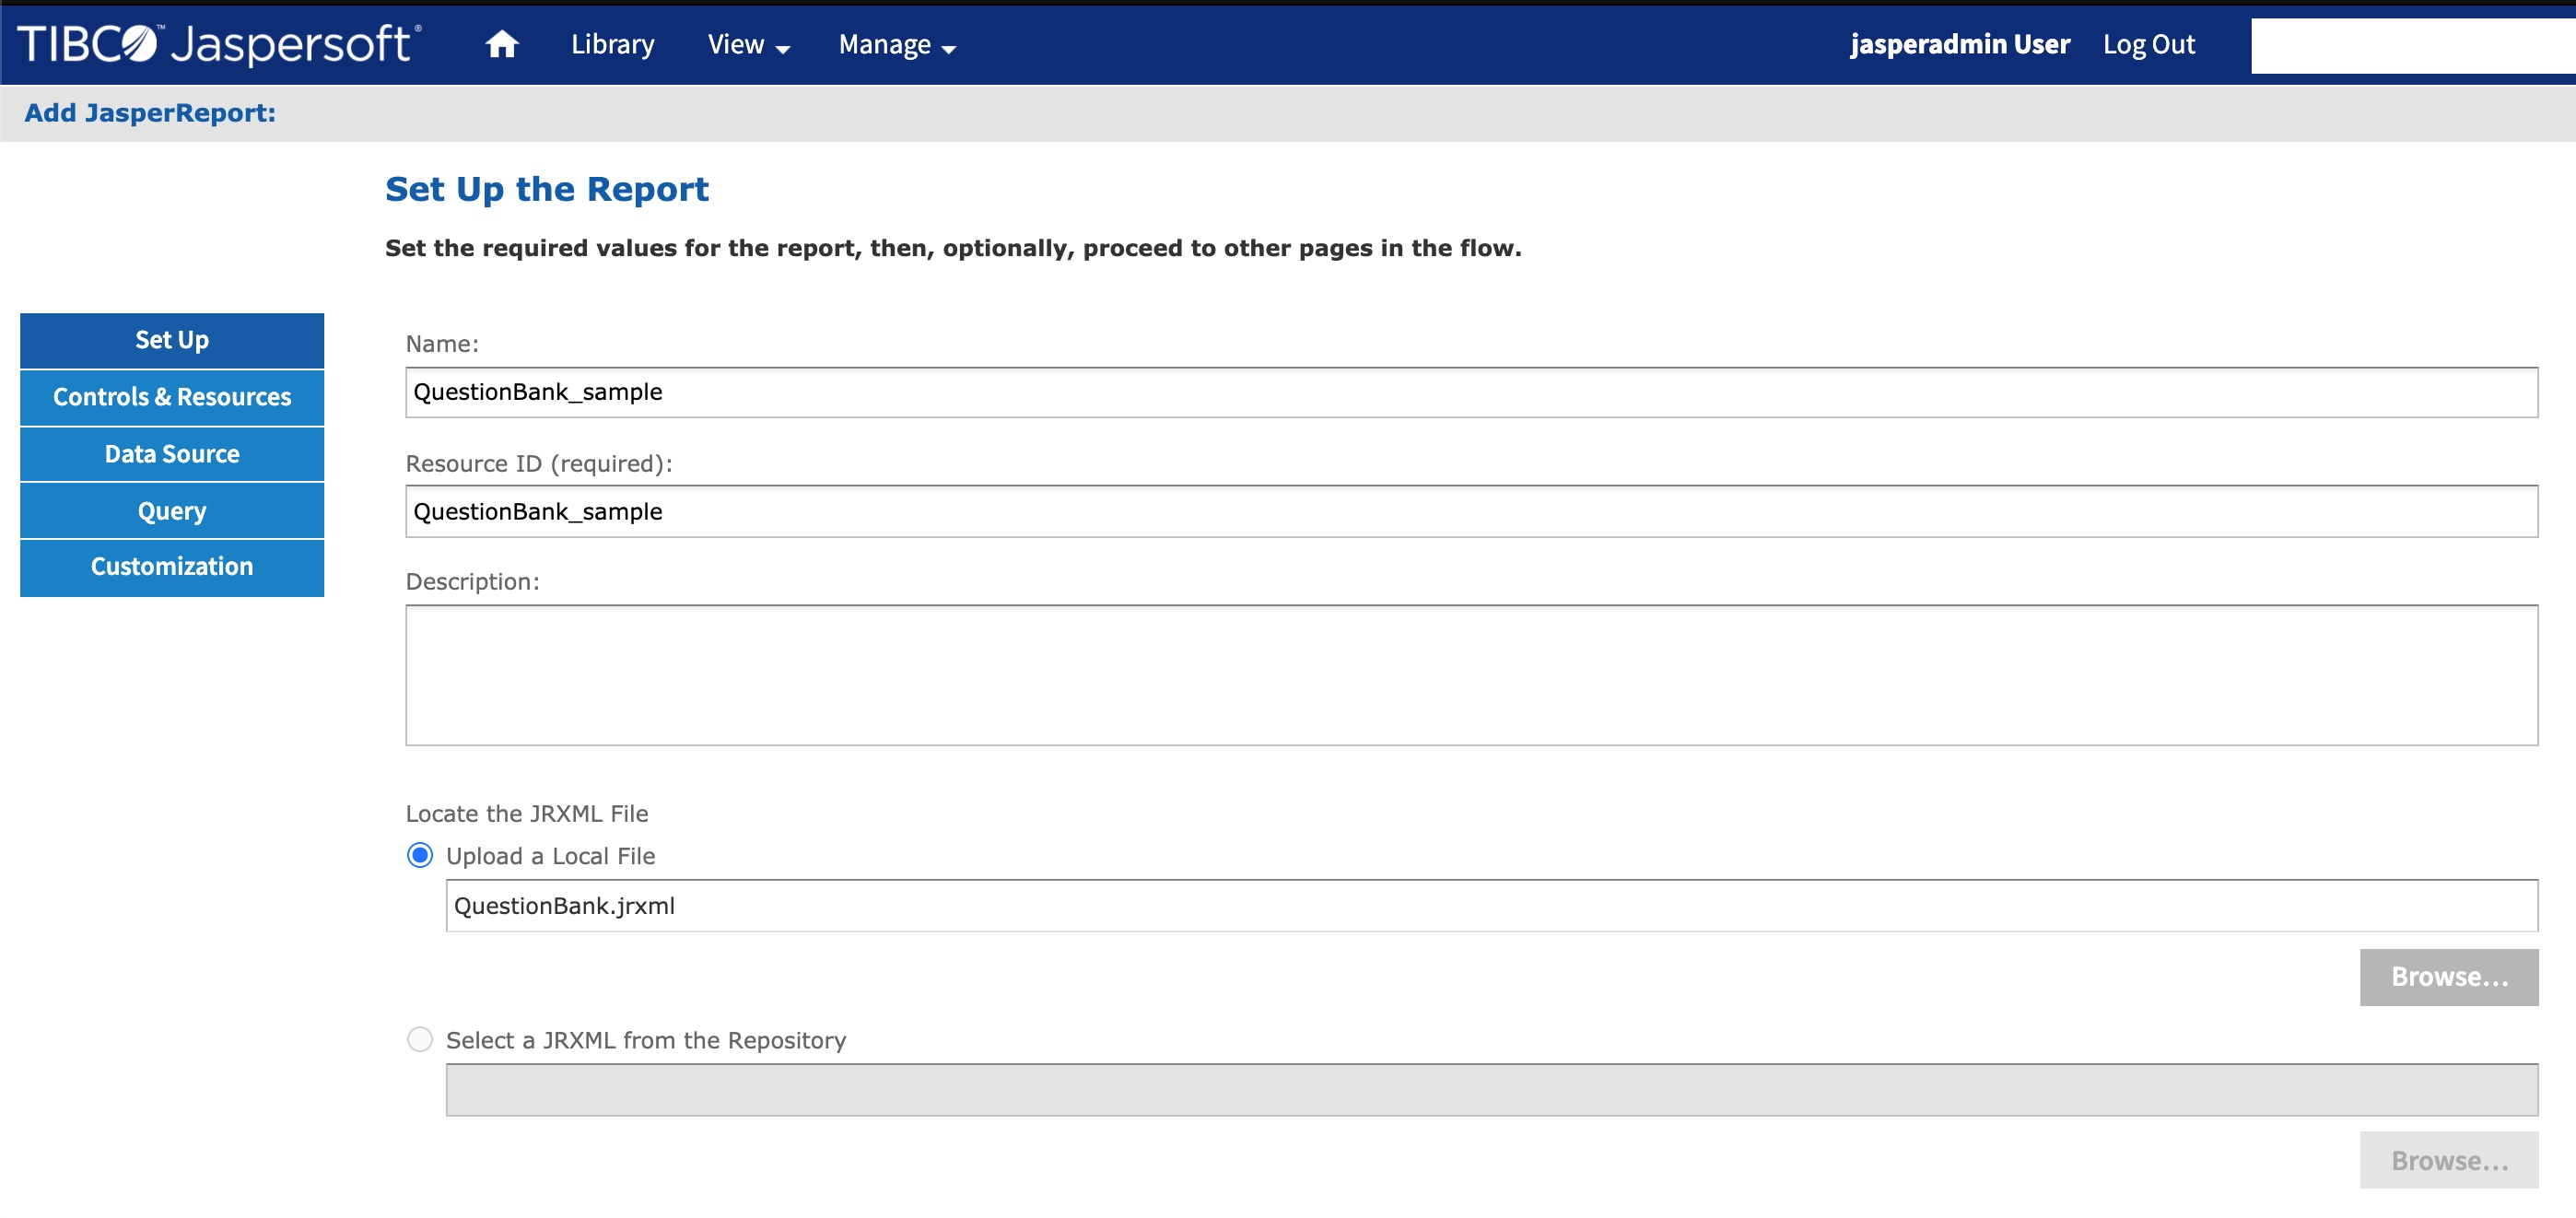 TIBCO™ Jaspersoft® Library View Manage jasperadmin User Log Out
Add JasperReport:
Set Up the Report
Set the required values for the report, then, optionally, proceed to other pages in the flow.
Set Up
Controls & Resources
Data Source
Query
Customization
Name:
QuestionBank_sample
Resource ID (required):
QuestionBank_sample
Description:
Locate the JRXML File
Upload a Local File
QuestionBank.jrxml
Browse...
Select a JRXML from the Repository
Browse...